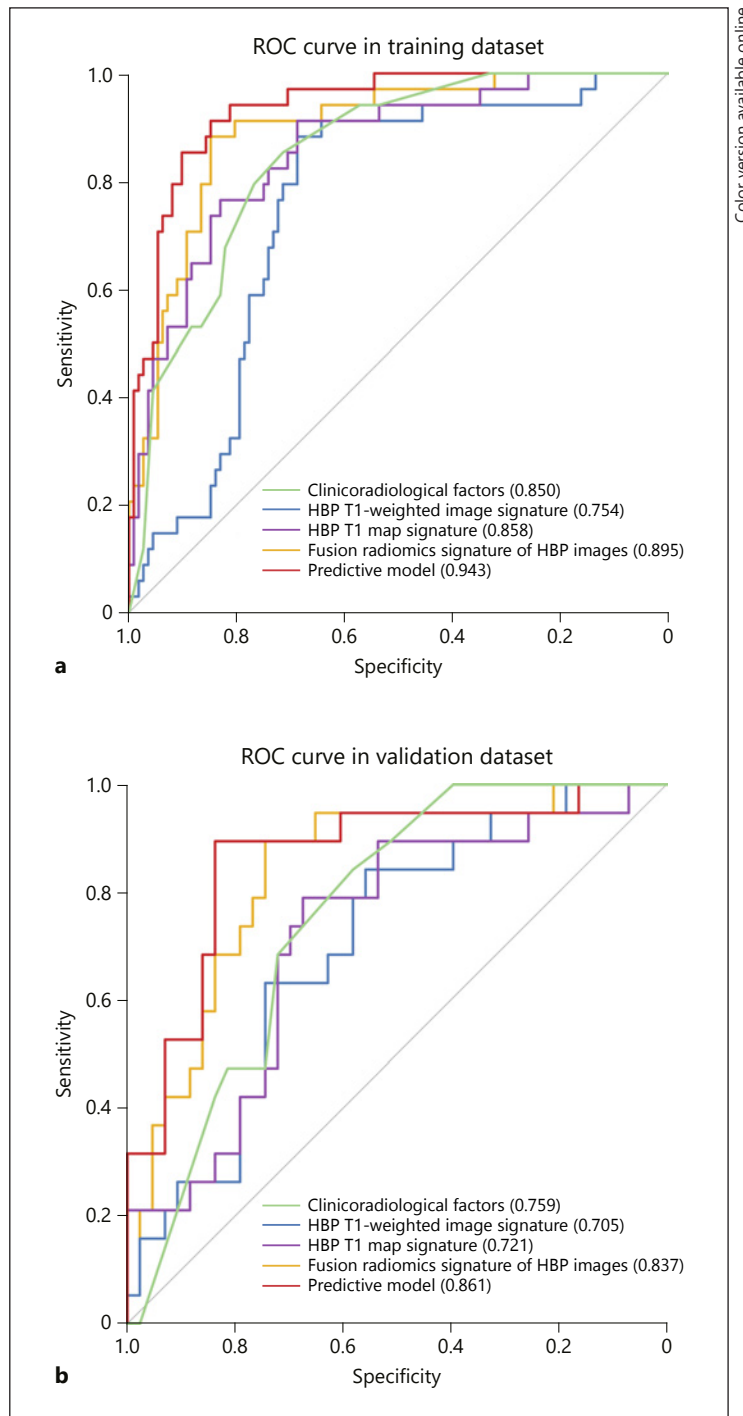 Color version available online
ROC curve in training dataset
1.0
0.8
0.6
0.4
0.2
0
Sensitivity
Clinicoradiological factors (0.850)
HBP T1-weighted image signature (0.754)
HBP T1 map signature (0.858)
Fusion radiomics signature of HBP images (0.895)
Predictive model (0.943)
1.0 0.8 0.6 0.4 0.2 0
Specificity
a
ROC curve in validation dataset
1.0
0.8
0.6
0.4
0.2
0
Sensitivity
Clinicoradiological factors (0.759)
HBP T1-weighted image signature (0.705)
HBP T1 map signature (0.721)
Fusion radiomics signature of HBP images (0.837)
Predictive model (0.861)
1.0 0.8 0.6 0.4 0.2 0
Specificity
b